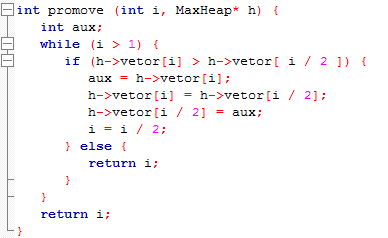 int promove (int i, MaxHeap* h) {
    int aux;
    while (i > 1) {
        if (h->vetor[i] > h->vetor[ i / 2 ]) {
            aux = h->vetor[i];
            h->vetor[i] = h->vetor[i / 2];
            h->vetor[i / 2] = aux;
            i = i / 2;
        } else {
            return i;
        }
    }
    return i;
}